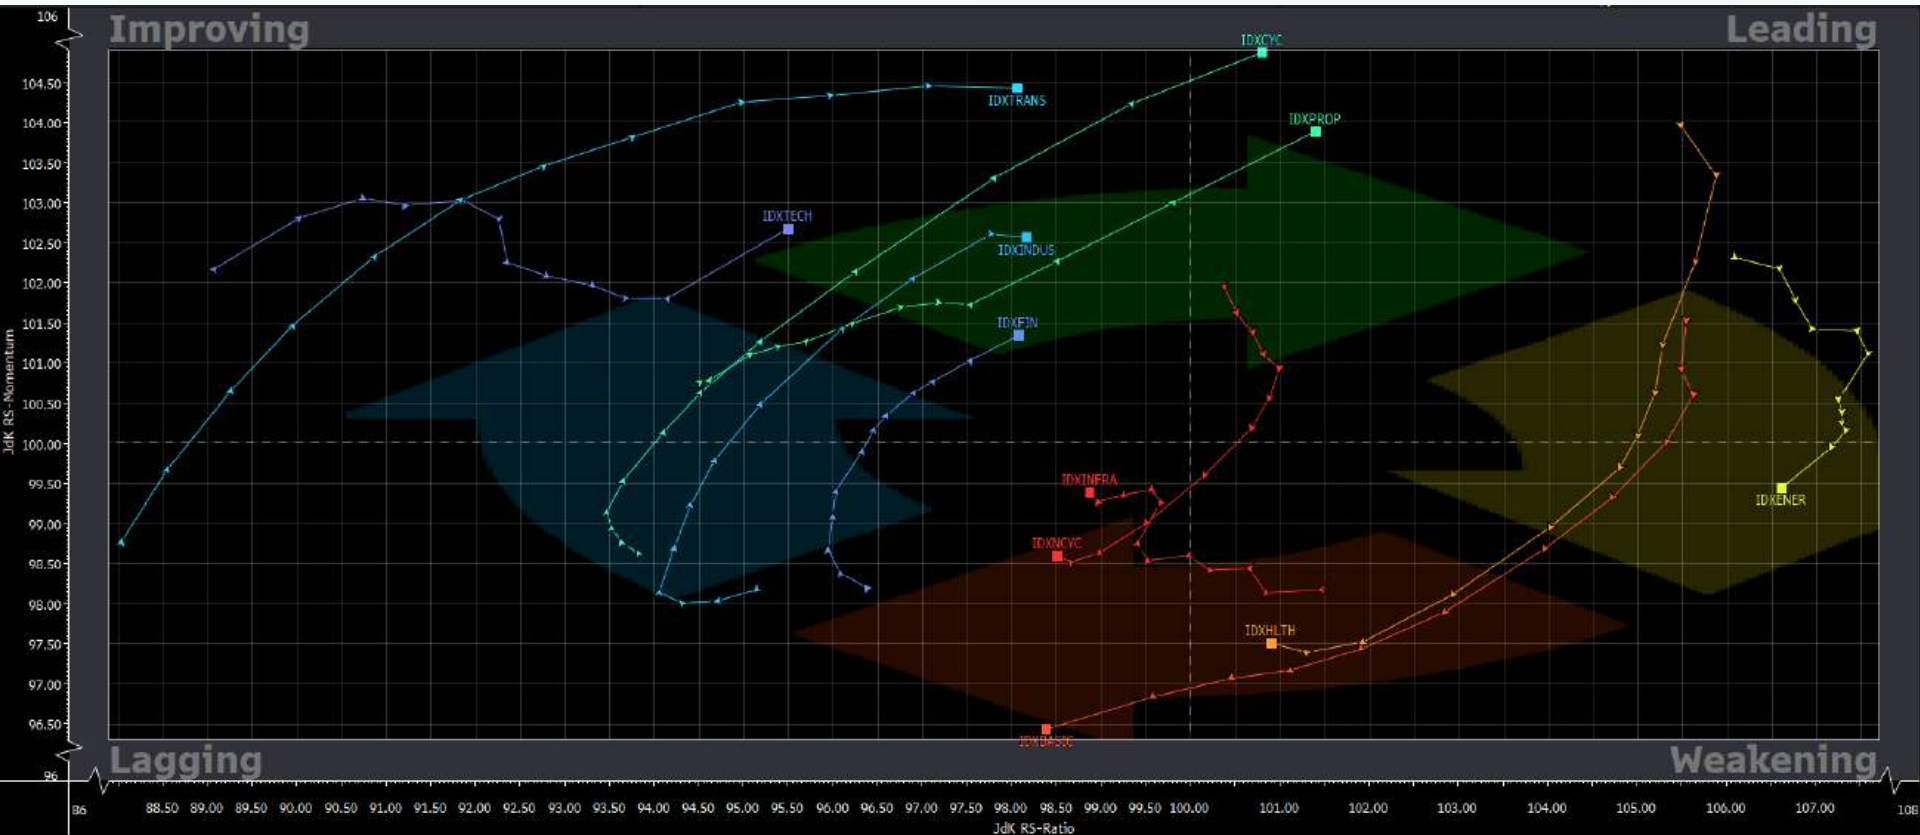 Improving
Leading
106
104.50
104.00
103.50
103.00
102.50
102.00
101.50
101.00
100.50
100.00
99.50
99.00
98.50
98.00
97.50
97.00
96.50
96
JdK RS-Momentum
IDXCYC
IDXTRANS
IDXPROP
IDXTECH
IDXINDUS
IDXFIN
IDXINFRA
IDXENER
IDXNCYC
IDXHLTH
IDXBASIC
Lagging
Weakening
86 88.50 89.00 89.50 90.00 90.50 91.00 91.50 92.00 92.50 93.00 93.50 94.00 94.50 95.00 95.50 96.00 96.50 97.00 97.50 98.00 98.50 99.00 99.50 100.00 101.00 102.00 103.00 104.00 105.00 106.00 107.00 108
JdK RS-Ratio